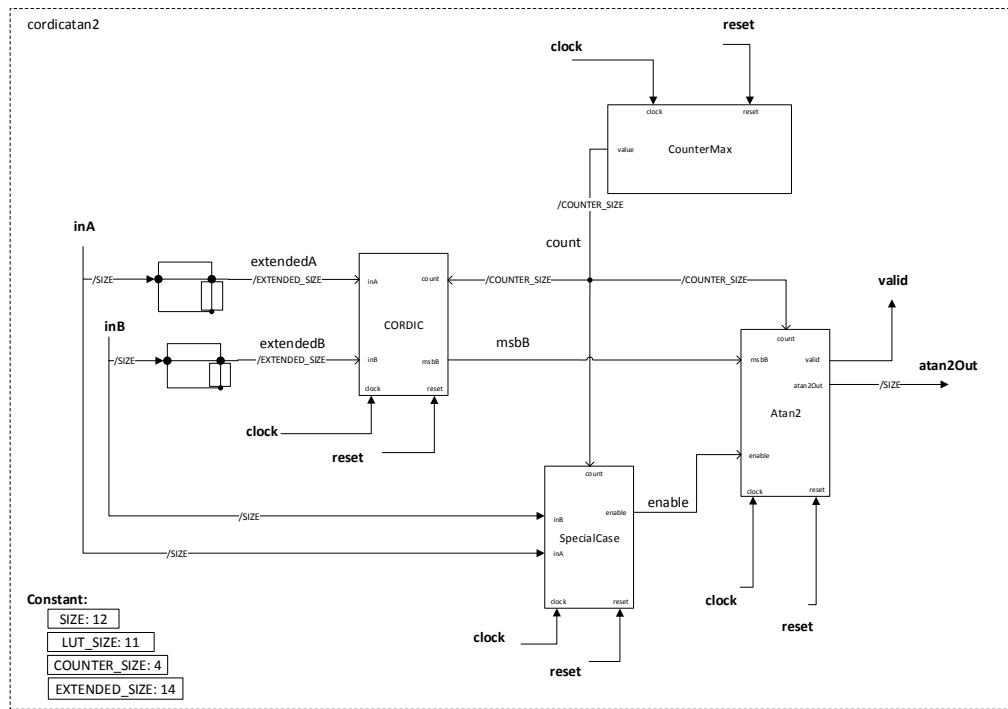 cordicatan2
reset
clock
clock
reset
value
CounterMax
/COUNTER_SIZE
inA
count
extendedA
/SIZE
/EXTENDED_SIZE
inA
count
/COUNTER_SIZE
/COUNTER_SIZE
valid
inB
CORDIC
extendedB
msbB
count
/SIZE
/EXTENDED_SIZE
inB
msbB
msbB
valid
atan2Out
atan2Out
/SIZE
clock
reset
Atan2
clock
reset
enable
count
enable
clock
reset
/SIZE
inB
enable
SpecialCase
/SIZE
inA
clock
reset
clock
reset
clock
reset
Constant:
SIZE: 12
LUT_SIZE: 11
COUNTER_SIZE: 4
EXTENDED_SIZE: 14